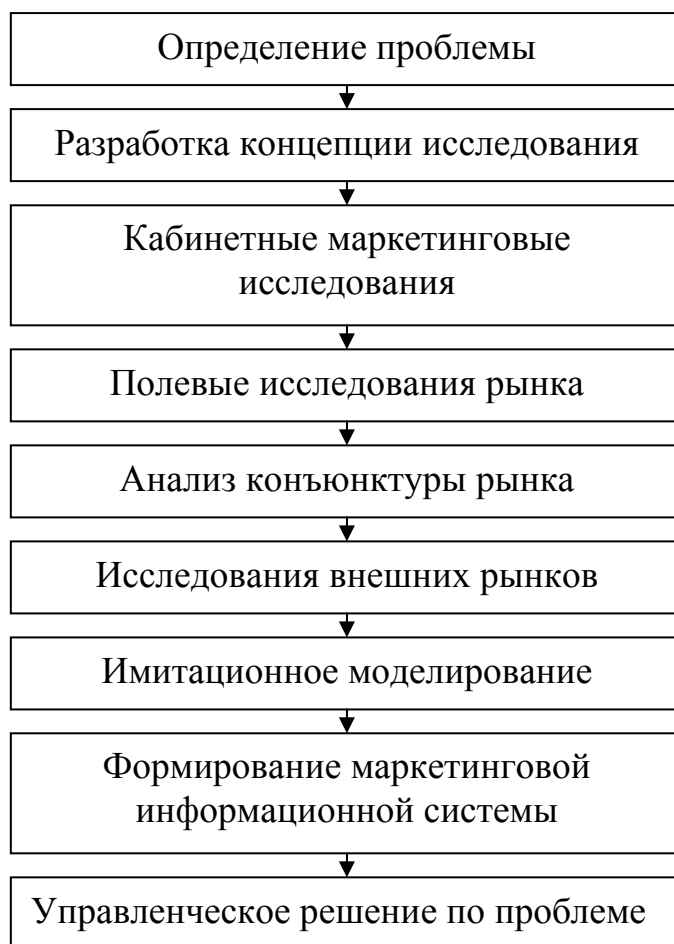 Определение проблемы
Разработка концепции исследования
Кабинетные маркетинговые
исследования
Полевые исследования рынка
Анализ конъюнктуры рынка
Исследования внешних рынков
Имитационное моделирование
Формирование маркетинговой
информационной системы
Управленческое решение по проблеме